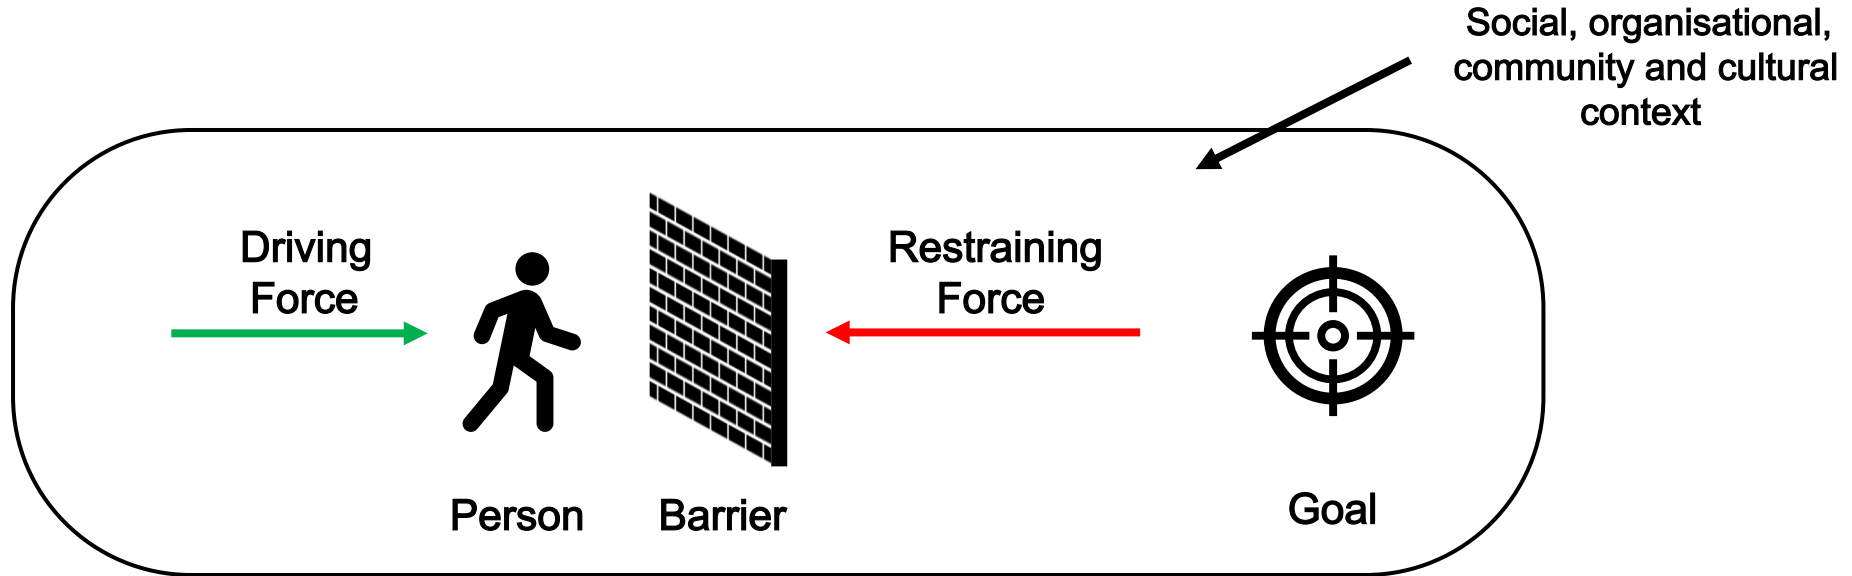 Social, organisational,
community and cultural
context
Driving
Force
Restraining
Force
Person
Barrier
Goal